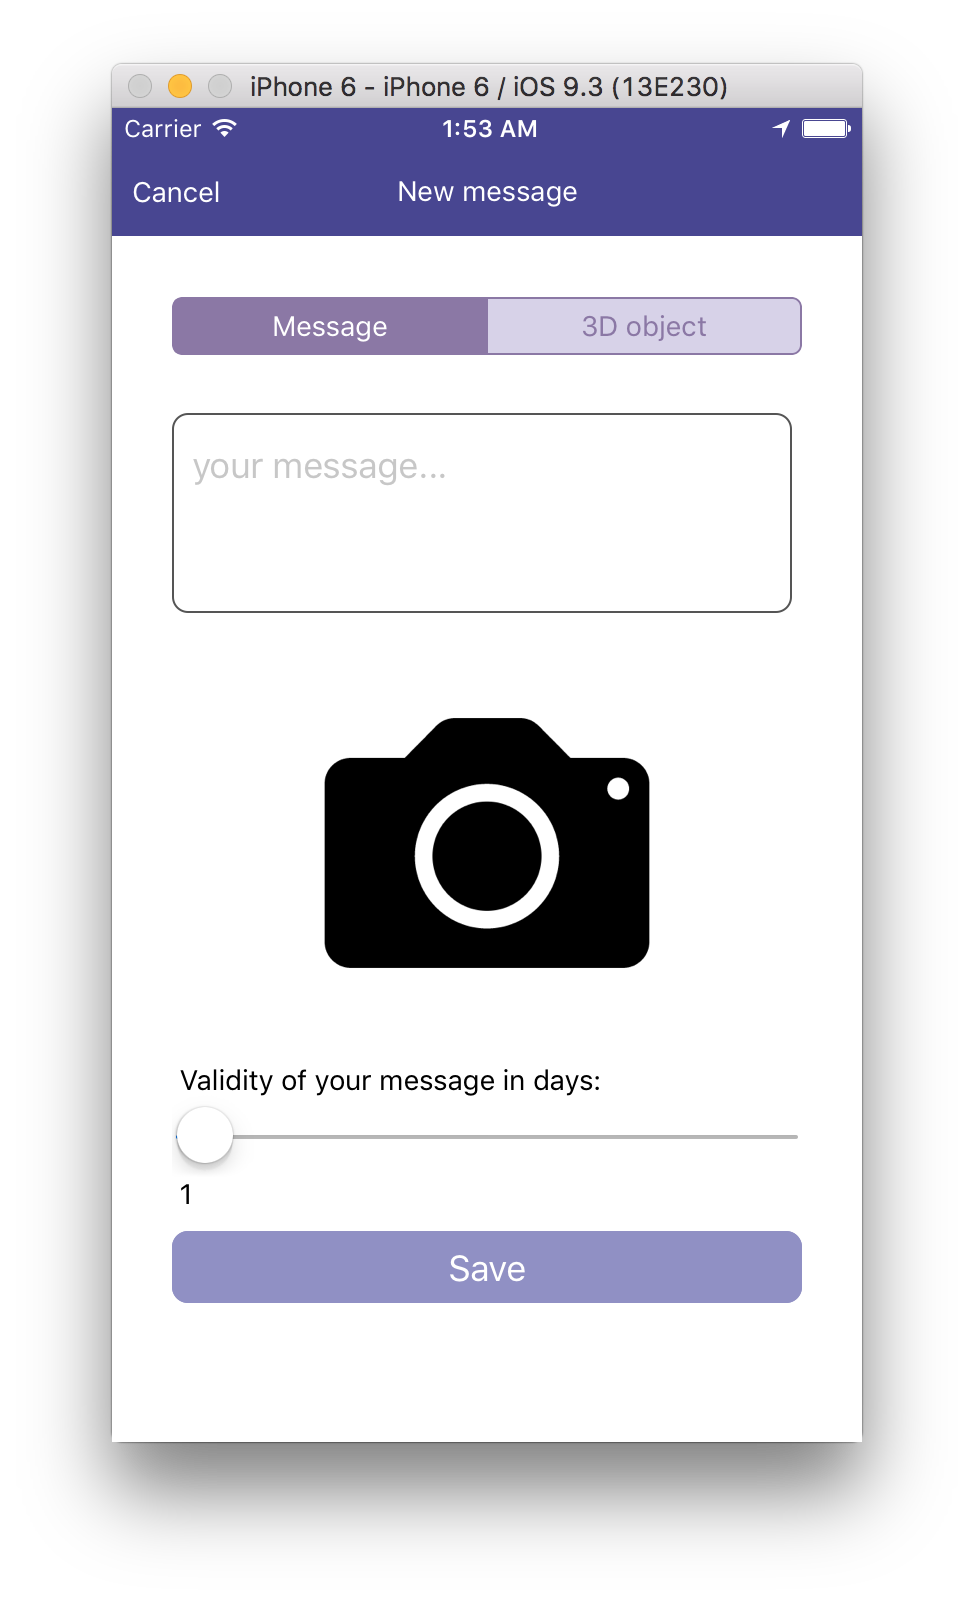 iPhone 6 - iPhone 6 / iOS 9.3 (13E230)
Carrier 1:53 AM
Cancel New message
Message 3D object
your message...
Validity of your message in days:
1
Save